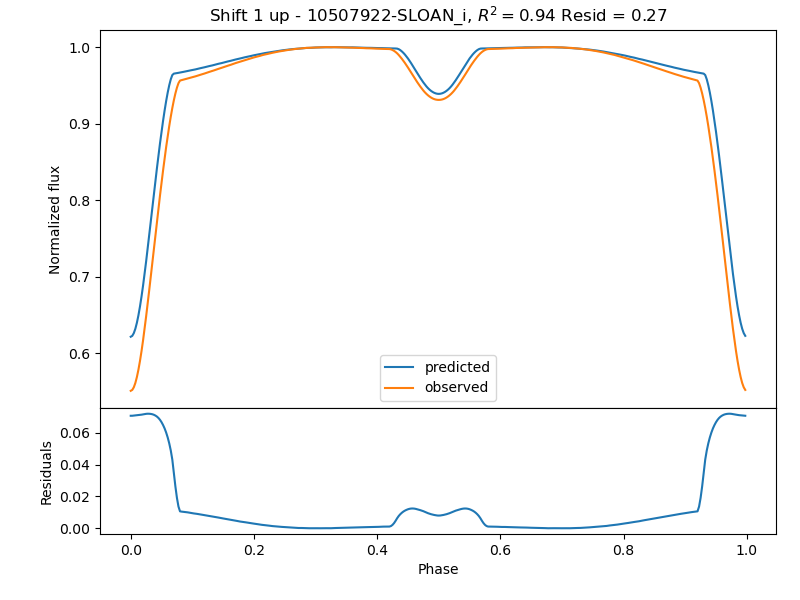 Shift 1 up - 10507922-SLOAN_i, R² = 0.94 Resid = 0.27
1.0
0.9
0.8
0.7
0.6
Normalized flux
predicted
observed
0.06
0.04
0.02
0.00
Residuals
0.0 0.2 0.4 0.6 0.8 1.0
Phase